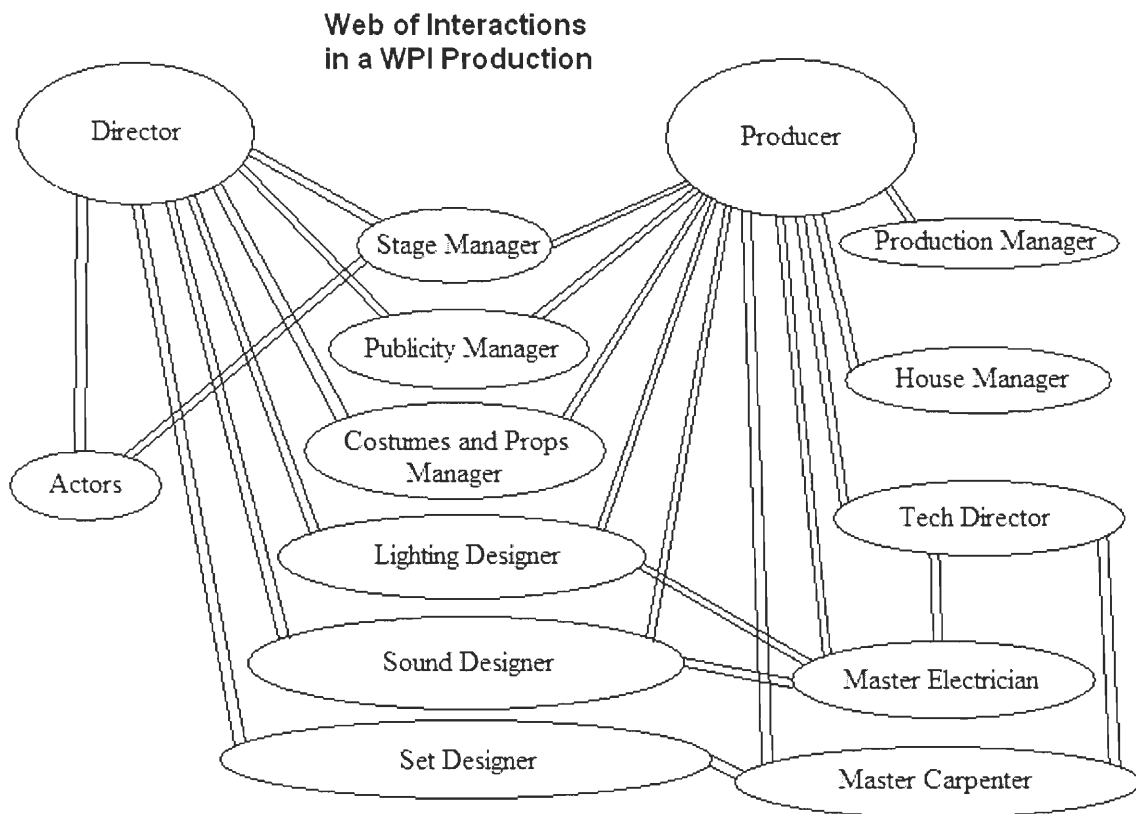 Web of Interactions
in a WPI Production
Director
Producer
Stage Manager
Production Manager
Publicity Manager
House Manager
Costumes and Props
Manager
Actors
Tech Director
Lighting Designer
Sound Designer
Master Electrician
Set Designer
Master Carpenter